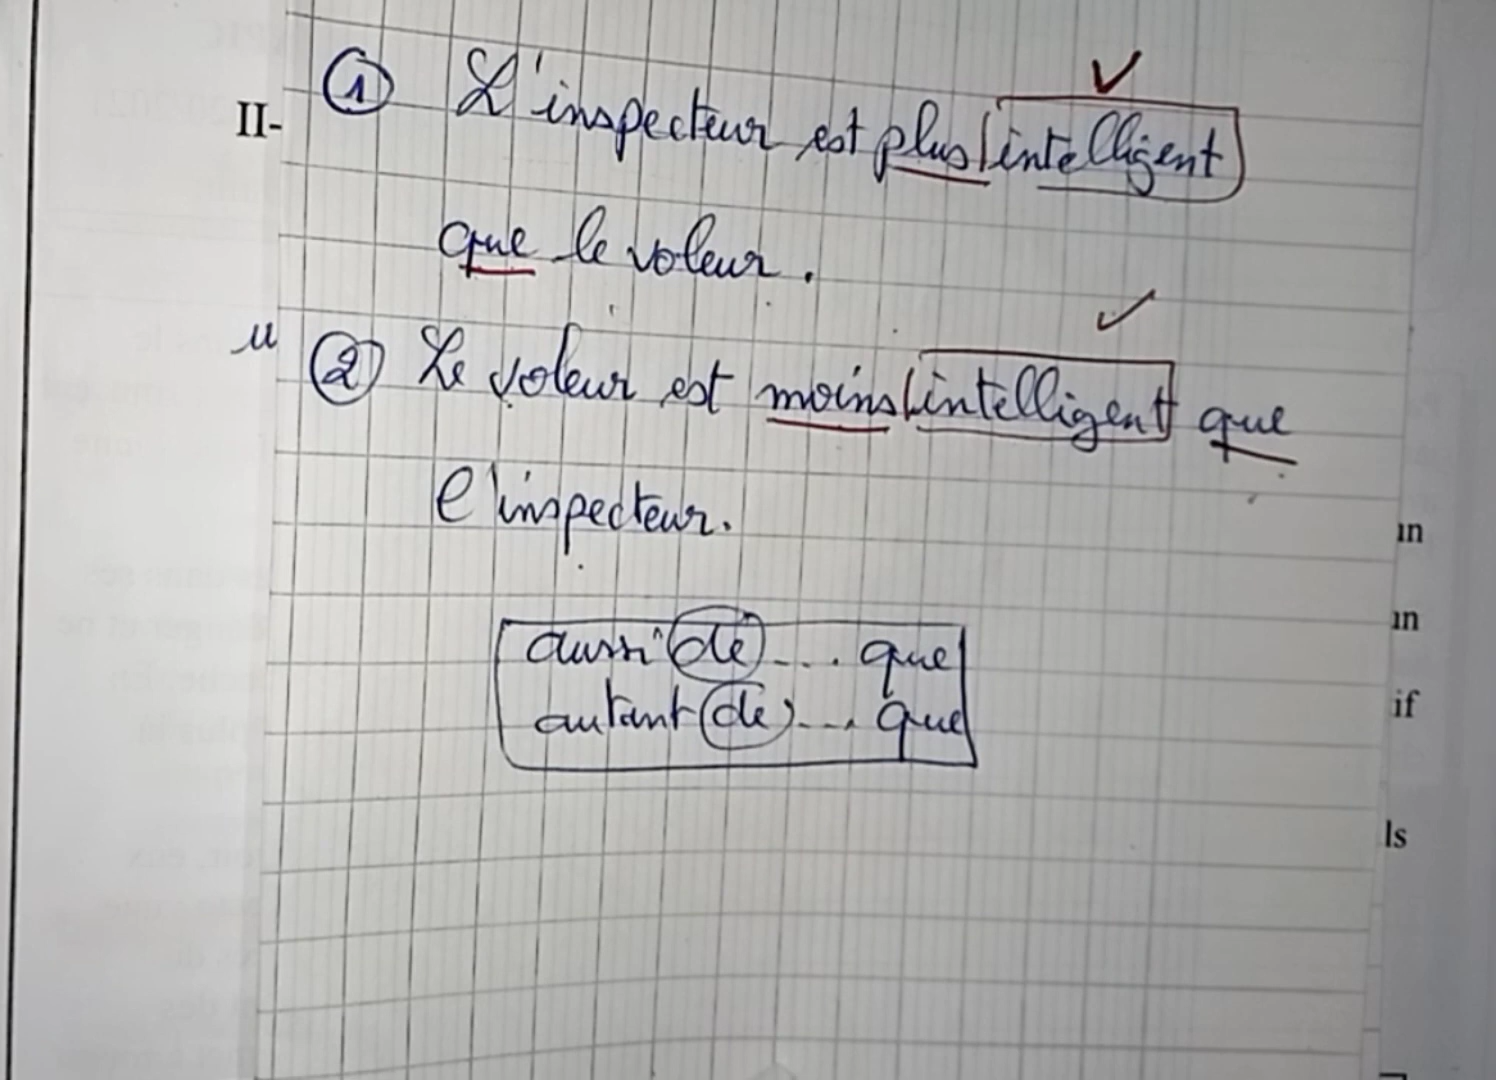 II-
① L'inspecteur est plus intelligent
que le voleur.
② Le voleur est moins intelligent que
l'inspecteur.
aussi de ... que
autant de ... que
in
in
if
ls